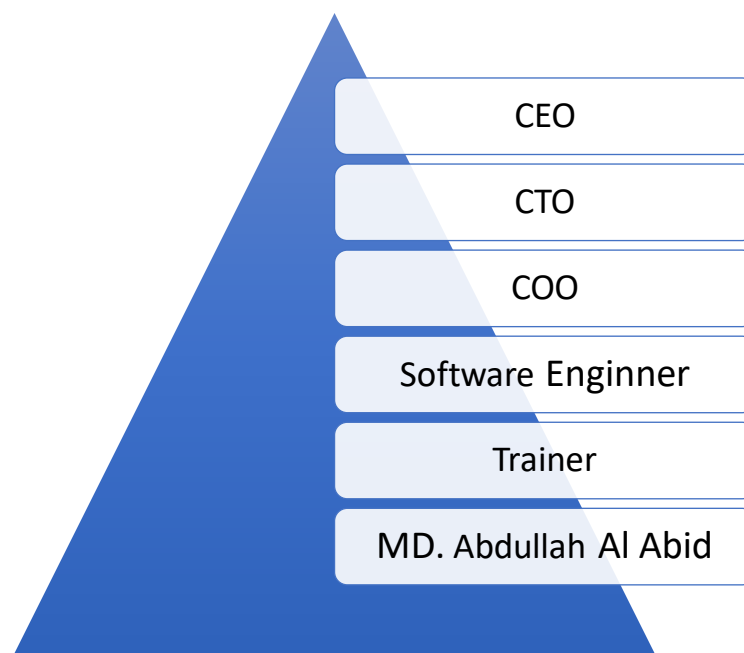 CEO
CTO
COO
Software Enginner
Trainer
MD. Abdullah Al Abid